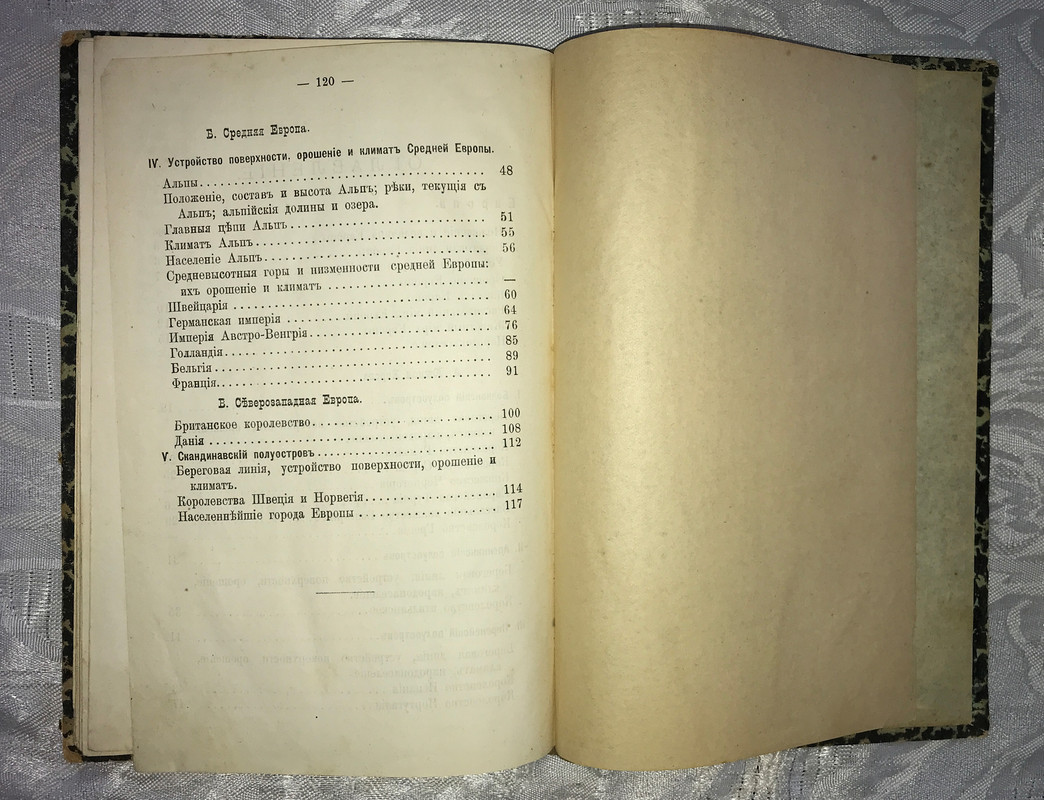 — 120 —
Б. Средняя Европа.
IV. Устройство поверхности, орошеніе и климатъ Средней Европы.
Альпы . . . . . . . . . . . . . . . . . . . . . . . . . . . . . . 48
Положеніе, составъ и высота Альпъ; рѣки, текущія съ
Альпъ; альпійскія долины и озера.
Главныя цѣпи Альпъ . . . . . . . . . . . . . . . . . . . . 51
Климатъ Альпъ . . . . . . . . . . . . . . . . . . . . . . . . 55
Населеніе Альпъ . . . . . . . . . . . . . . . . . . . . . . . 56
Средневысотныя горы и низменности средней Европы:
ихъ орошеніе и климатъ . . . . . . . . . . . . . . . . —
Швейцарія . . . . . . . . . . . . . . . . . . . . . . . . . . 60
Германская имперія . . . . . . . . . . . . . . . . . . . . 64
Имперія Австро-Венгрія . . . . . . . . . . . . . . . . . . 76
Голландія . . . . . . . . . . . . . . . . . . . . . . . . . . 85
Бельгія . . . . . . . . . . . . . . . . . . . . . . . . . . . . 89
Франція . . . . . . . . . . . . . . . . . . . . . . . . . . . . 91
Б. Сѣверозападная Европа.
Британское королевство . . . . . . . . . . . . . . . . . . 100
Данія . . . . . . . . . . . . . . . . . . . . . . . . . . . . . 108
V. Скандинавскій полуостровъ . . . . . . . . . . . . . . . . . 112
Береговая линія, устройство поверхности, орошеніе и
климатъ.
Королевства Швеція и Норвегія . . . . . . . . . . . . . . 114
Населеннѣйшіе города Европы . . . . . . . . . . . . . . . 117